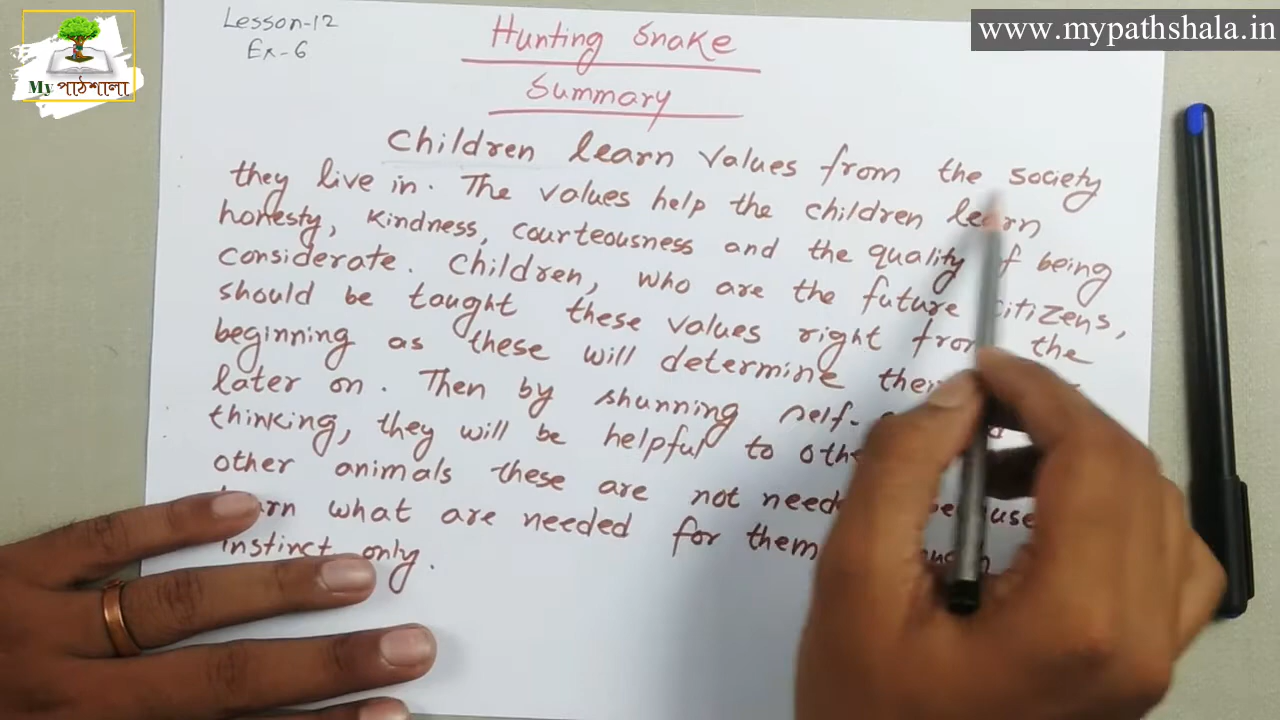 Lesson-12
Ex-6
Hunting Snake
Summary
www.mypathshala.in
My পাঠশালা
Children learn values from the society
they live in. The values help the children learn
honesty, kindness, courteousness and the quality of being
considerate. Children, who are the future citizens,
should be taught these values right from the
beginning as these will determine
later on. Then by shunning self-
thinking, they will be helpful to
other animals these are not
what are needed for them
instinct only.